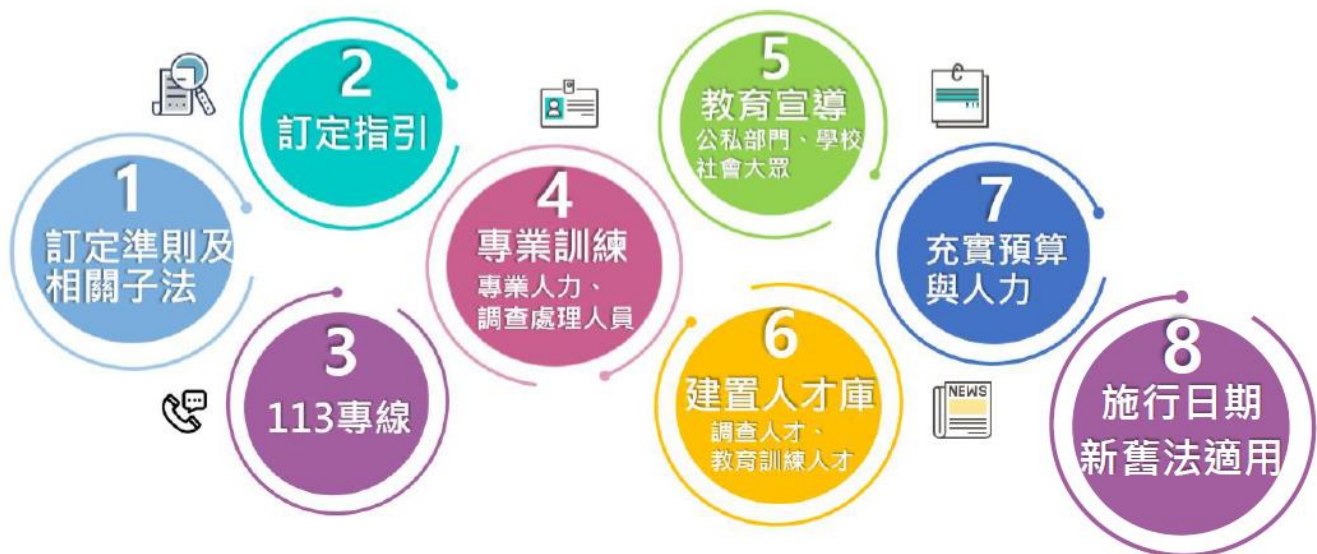 1
訂定準則及
相關子法
2
訂定指引
3
113專線
4
專業訓練
專業人力、
調查處理人員
5
教育宣導
公私部門、學校
社會大眾
6
建置人才庫
調查人才、
教育訓練人才
7
充實預算
與人力
8
施行日期
新舊法適用
C
NEWS